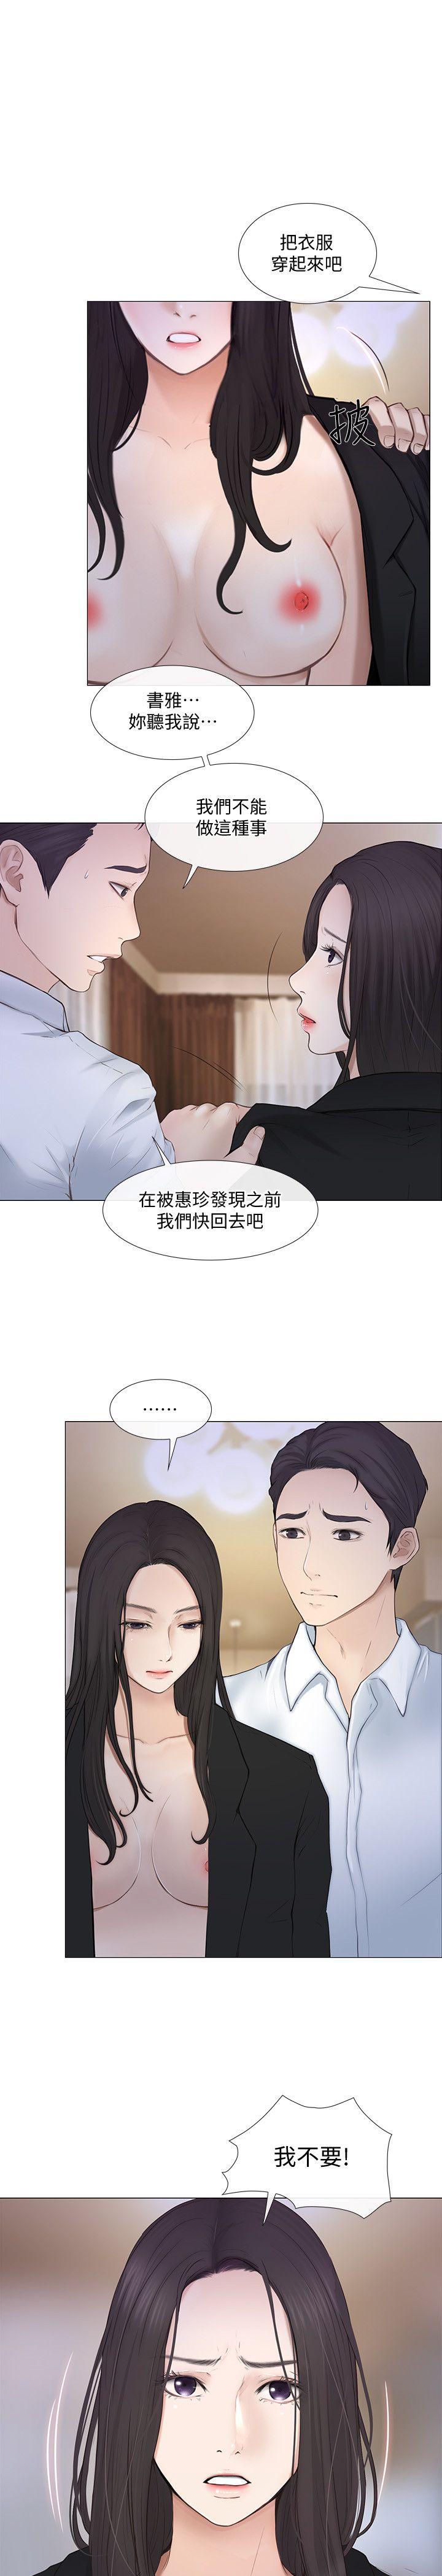 把衣服
穿起來吧
披
書雅⋯
妳聽我說⋯
我們不能
做這種事
在被惠珍發現之前
我們快回去吧
⋯⋯
我不要!